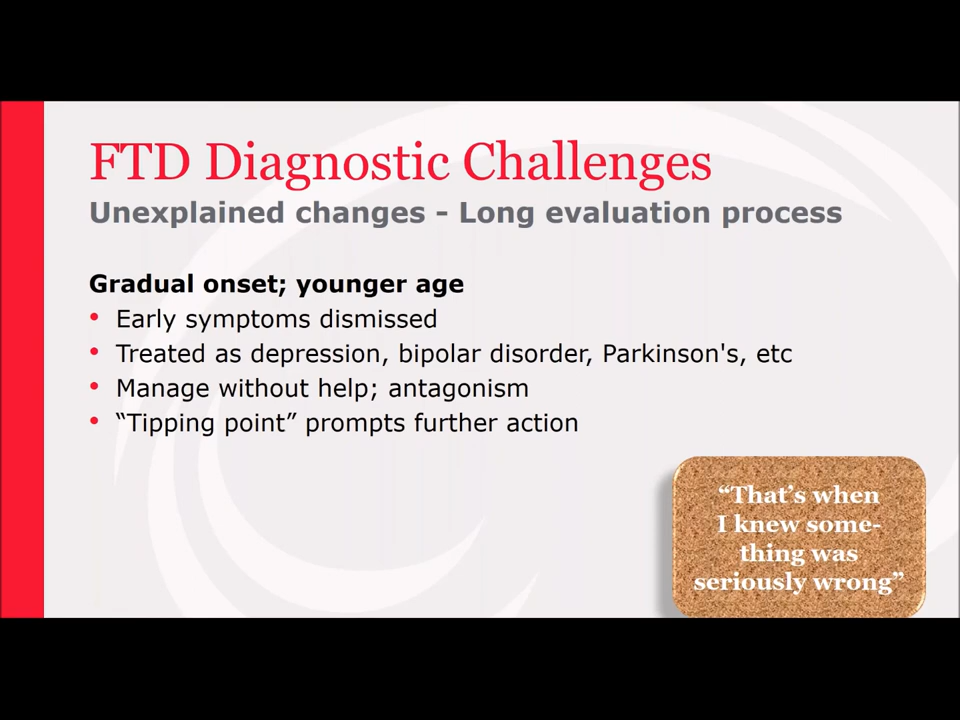 FTD Diagnostic Challenges
Unexplained changes - Long evaluation process
Gradual onset; younger age
• Early symptoms dismissed
• Treated as depression, bipolar disorder, Parkinson's, etc
• Manage without help; antagonism
• “Tipping point” prompts further action
“That’s when
I knew some-
thing was
seriously wrong”